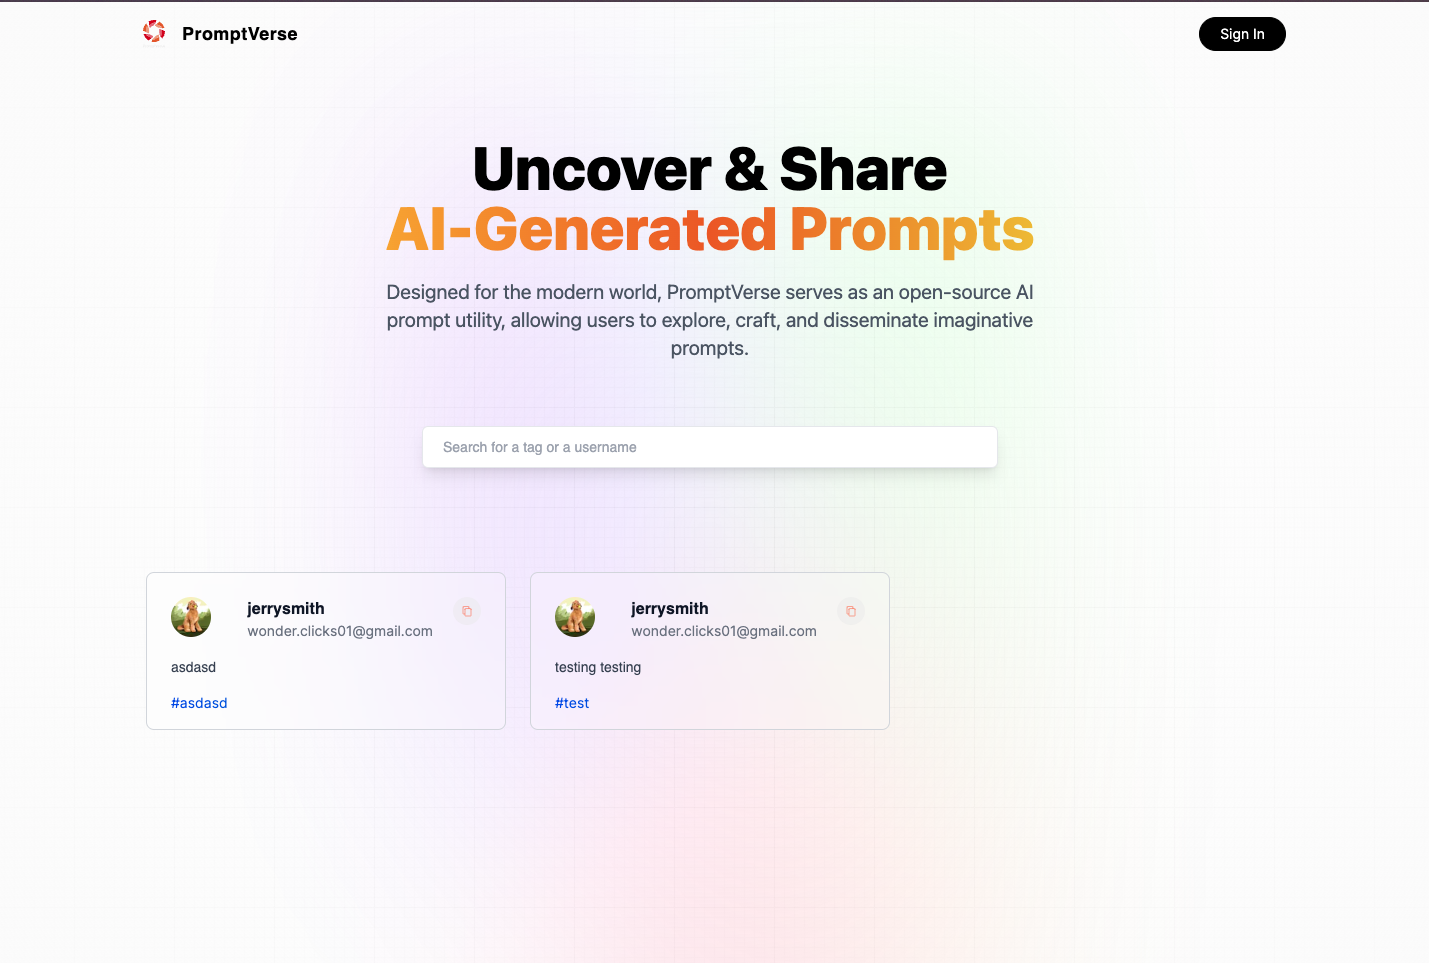 PromptVerse
Sign In
Uncover & Share
AI-Generated Prompts
Designed for the modern world, PromptVerse serves as an open-source AI
prompt utility, allowing users to explore, craft, and disseminate imaginative
prompts.
Search for a tag or a username
jerrysmith
wonder.clicks01@gmail.com
asdasd
#asdasd
jerrysmith
wonder.clicks01@gmail.com
testing testing
#test